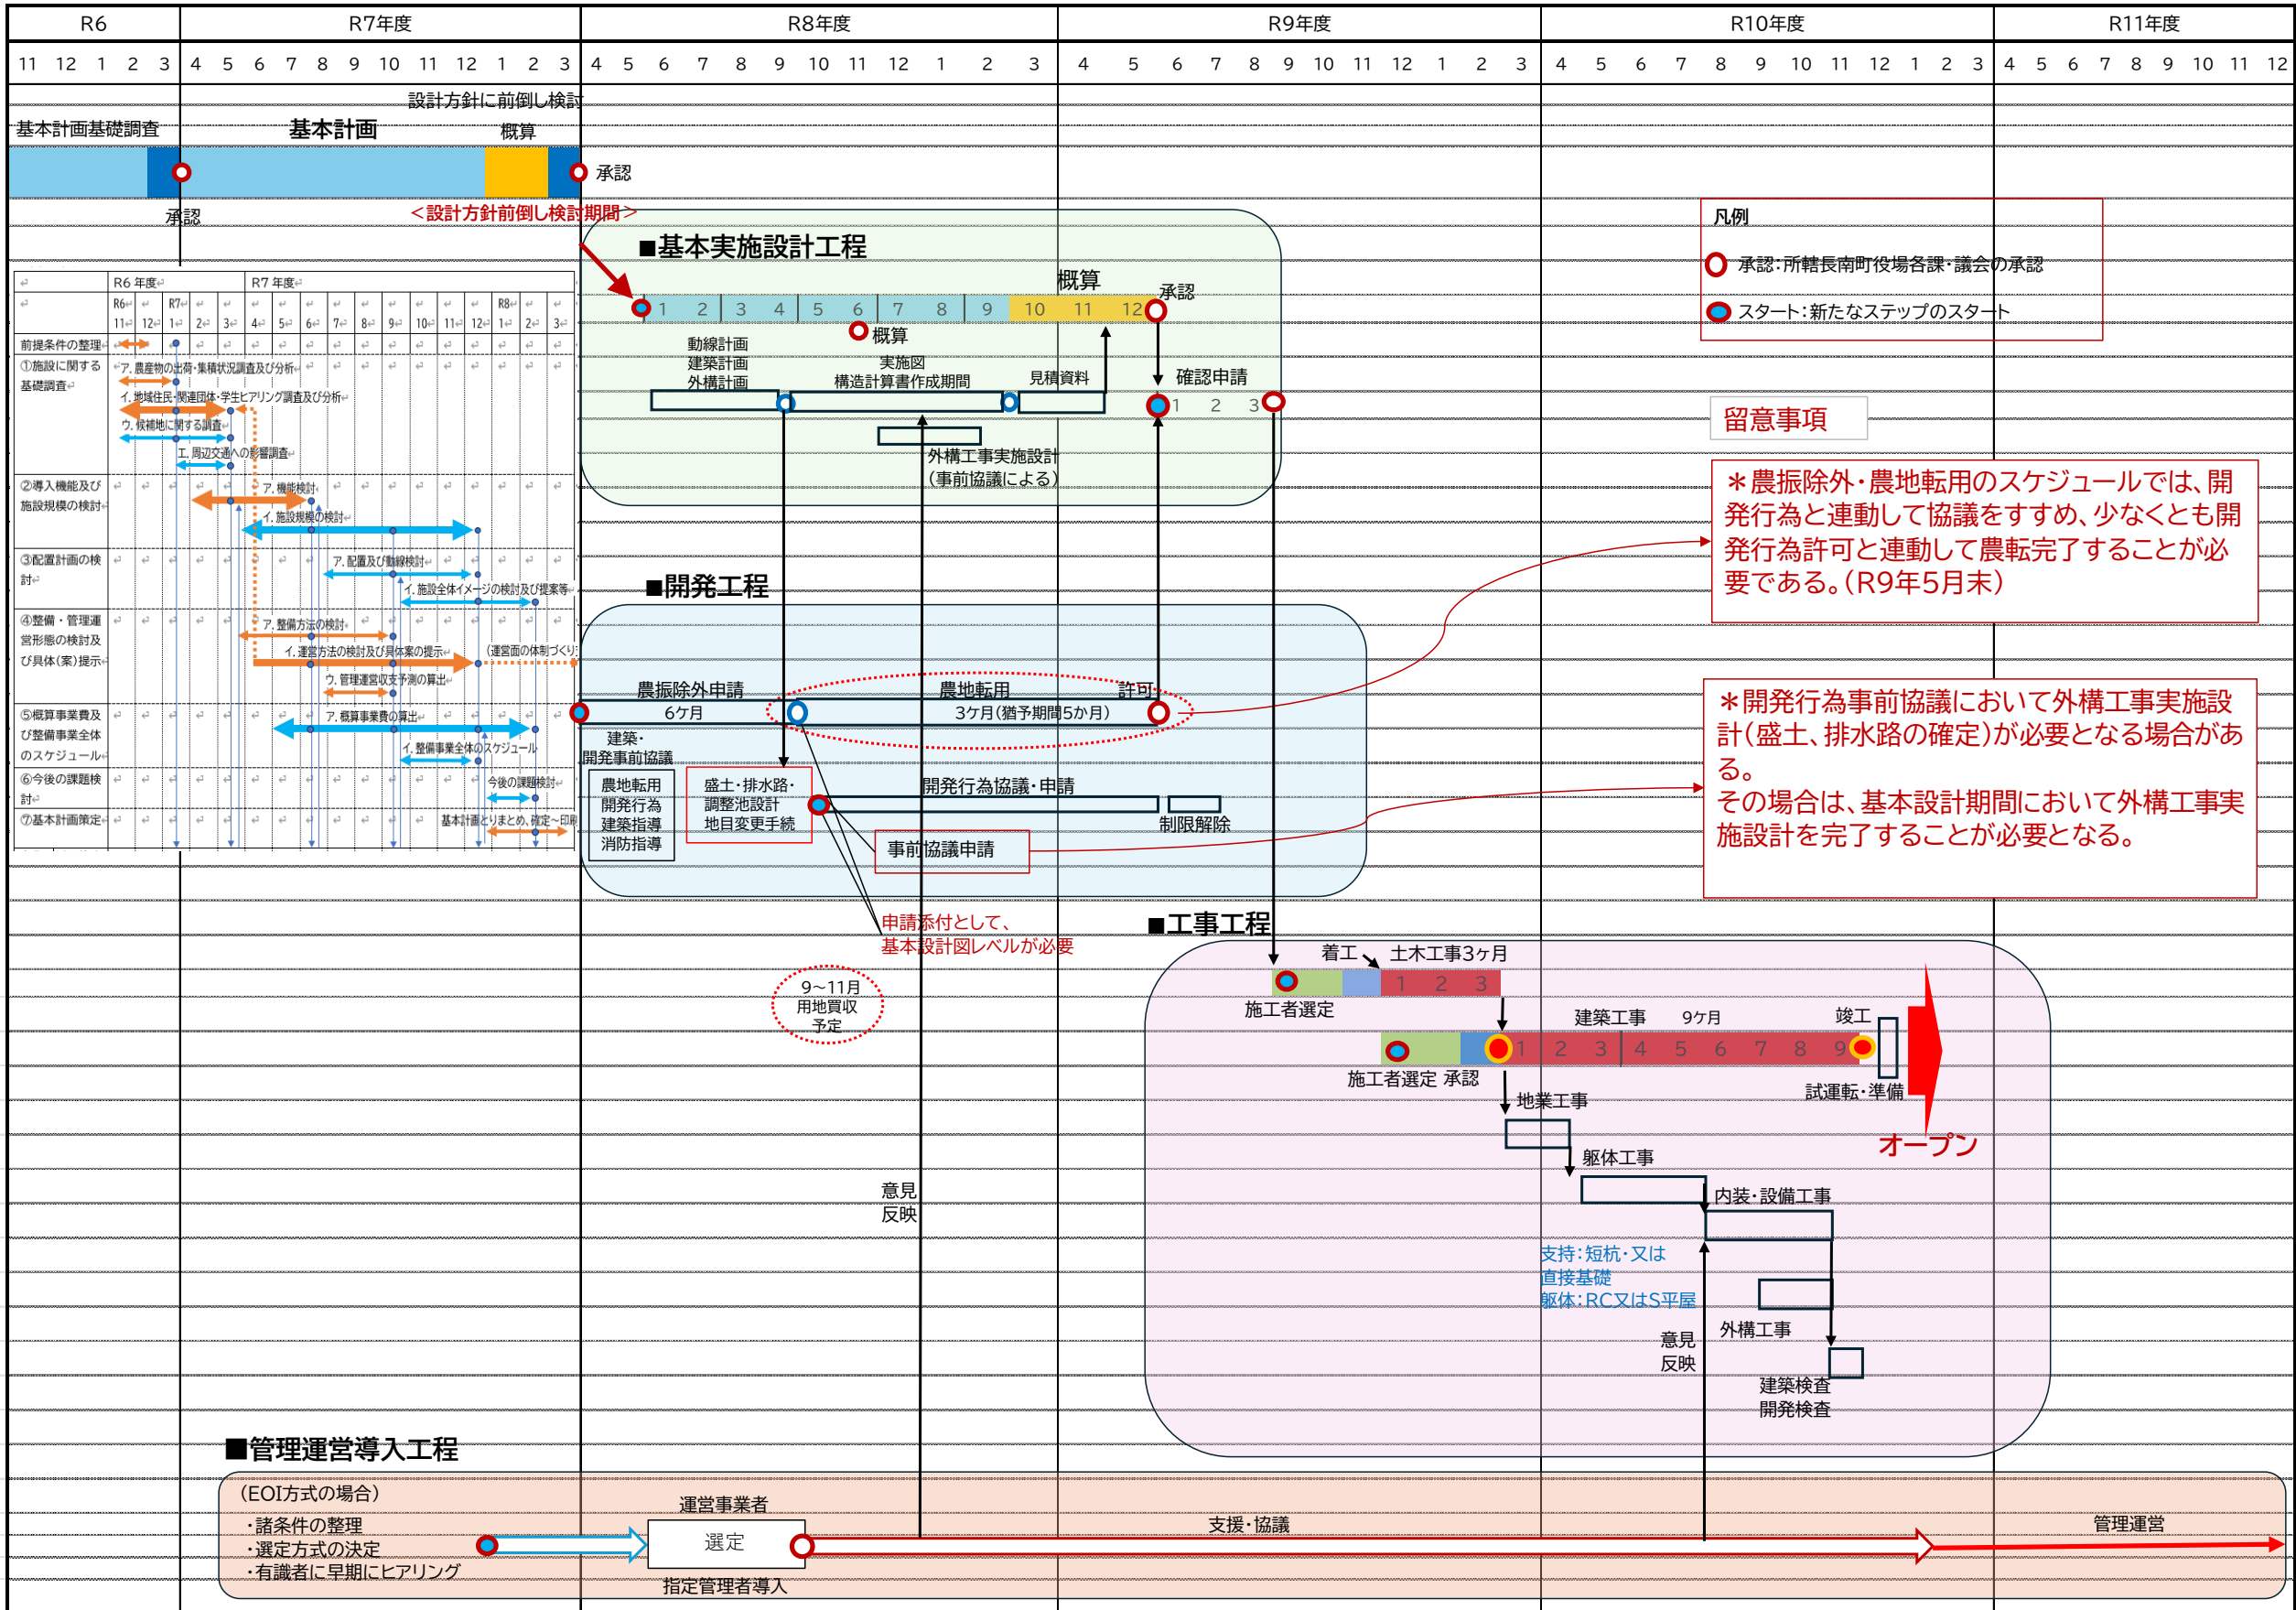 R6 R7年度 R8年度 R9年度 R10年度 R11年度
11 12 1 2 3 4 5 6 7 8 9 10 11 12 1 2 3 4 5 6 7 8 9 10 11 12 1 2 3 4 5 6 7 8 9 10 11 12 1 2 3 4 5 6 7 8 9 10 11 12 1 2 3 4 5 6 7 8 9 10 11 12
設計方針に前倒し検討
基本計画基礎調査 基本計画 概算
承認
承認
<設計方針前倒し検討期間>
凡例
承認:所轄長南町役場各課・議会の承認
スタート:新たなステップのスタート
■基本実施設計工程
概算
1 2 3 4 5 6 7 8 9 10 11 12
承認
概算
動線計画
建築計画
外構計画
実施図
構造計算書作成期間
見積資料
確認申請
1 2 3
外構工事実施設計
(事前協議による)
R6 年度 R7 年度
R6 R7 R8
11 12 1 2 3 4 5 6 7 8 9 10 11 12 1 2 3
前提条件の整理
①施設に関する
基礎調査
ア. 農産物の出荷・集積状況調査及び分析
イ. 地域住民・関連団体・学生ヒアリング調査及び分析
ウ. 候補地に関する調査
エ. 周辺交通への影響調査
②導入機能及び
施設規模の検討
ア. 機能検討
イ. 施設規模の検討
③配置計画の検
討
ア. 配置及び動線検討
イ. 施設全体イメージの検討及び提案等
④整備・管理運
営形態の検討及
び具体(案)提示
ア. 整備方法の検討
イ. 運営方法の検討及び具体案の提示
(運営面の体制づくり
ウ. 管理運営収支予測の算出
⑤概算事業費及
び整備事業全体
のスケジュール
ア. 概算事業費の算出
イ. 整備事業全体のスケジュール
⑥今後の課題検
討
今後の課題検討
⑦基本計画策定
基本計画とりまとめ、確定～印刷
留意事項
＊農振除外・農地転用のスケジュールでは、開
発行為と連動して協議をすすめ、少なくとも開
発行為許可と連動して農転完了することが必
要である。(R9年5月末)
＊開発行為事前協議において外構工事実施設
計(盛土、排水路の確定)が必要となる場合があ
る。
その場合は、基本設計期間において外構工事実
施設計を完了することが必要となる。
■開発工程
農振除外申請
6ケ月
農地転用
3ケ月(猶予期間5か月)
許可
建築・
開発事前協議
農地転用
開発行為
建築指導
消防指導
盛土・排水路・
調整池設計
地目変更手続
開発行為協議・申請
制限解除
事前協議申請
申請添付として、
基本設計図レベルが必要
9～11月
用地買収
予定
■工事工程
着工
土木工事3ヶ月
1 2 3
施工者選定
建築工事 9ケ月
竣工
1 2 3 4 5 6 7 8 9
施工者選定 承認
試運転・準備
オープン
地業工事
躯体工事
内装・設備工事
支持:短杭・又は
直接基礎
躯体:RC又はS平屋
外構工事
意見
反映
建築検査
開発検査
意見
反映
■管理運営導入工程
(EOI方式の場合)
・諸条件の整理
・選定方式の決定
・有識者に早期にヒアリング
運営事業者
選定
指定管理者導入
支援・協議
管理運営